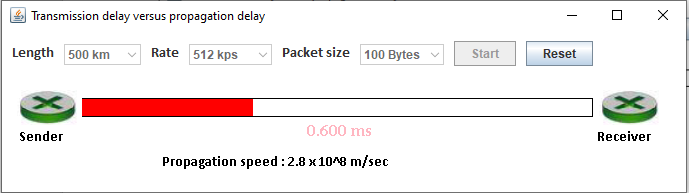 Transmission delay versus propagation delay
Length 500 km Rate 512 kps Packet size 100 Bytes Start Reset
0.600 ms
Sender Receiver
Propagation speed : 2.8 x 10^8 m/sec